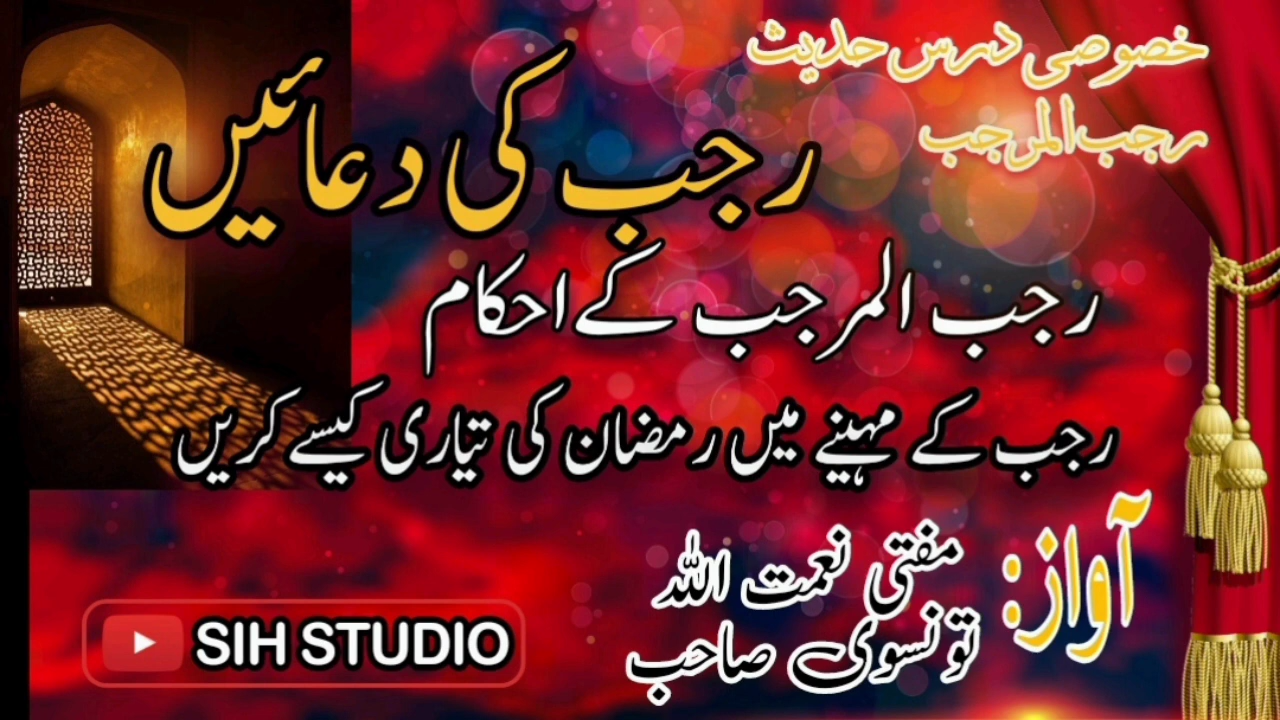 خصوصی درس حدیث
رجب المرجب
رجب کی دعائیں
رجب المرجب کے احکام
رجب کے مہینے میں رمضان کی تیاری کیسے کریں
آواز:
مفتی نعمت اللہ
تونسوی صاحب
SIH STUDIO